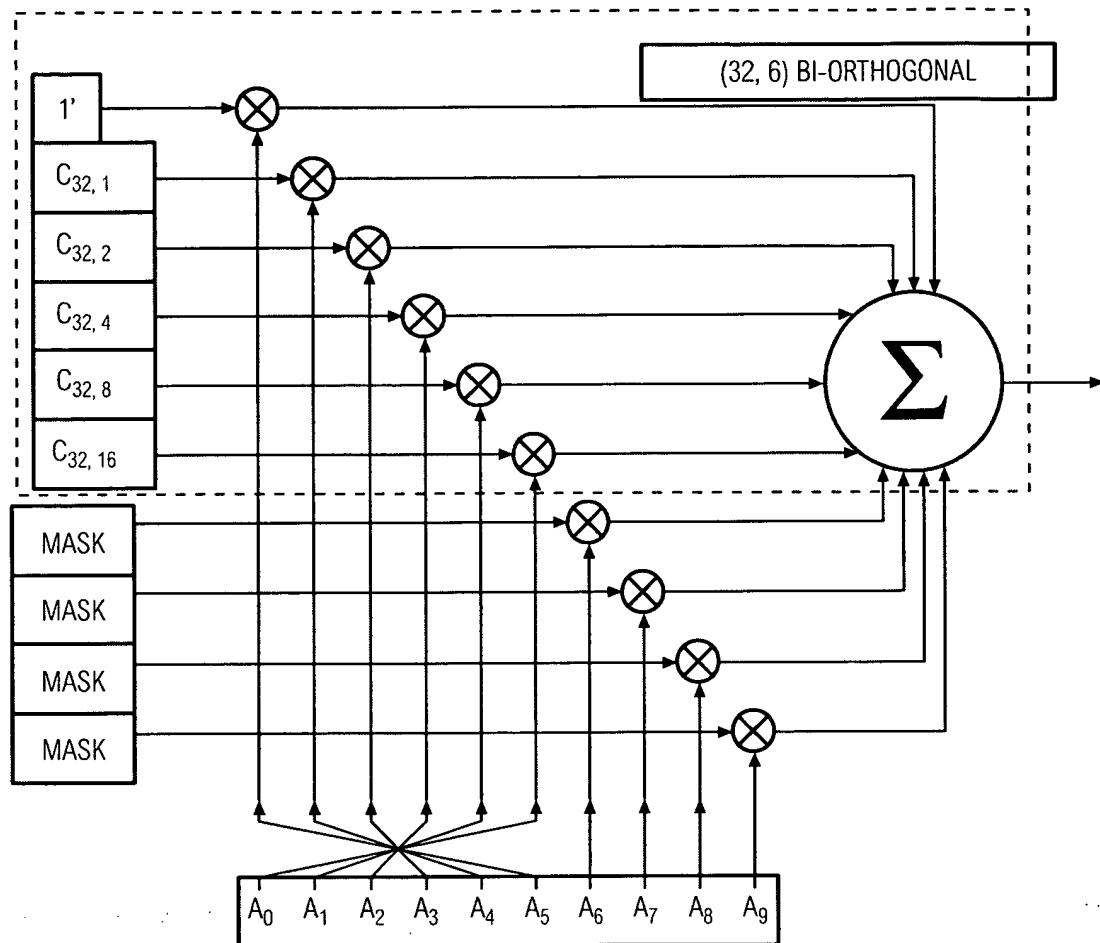 (32, 6) BI-ORTHOGONAL
1'
C32, 1
C32, 2
C32, 4
C32, 8
C32, 16
Σ
MASK
MASK
MASK
MASK
A0 A1 A2 A3 A4 A5 A6 A7 A8 A9